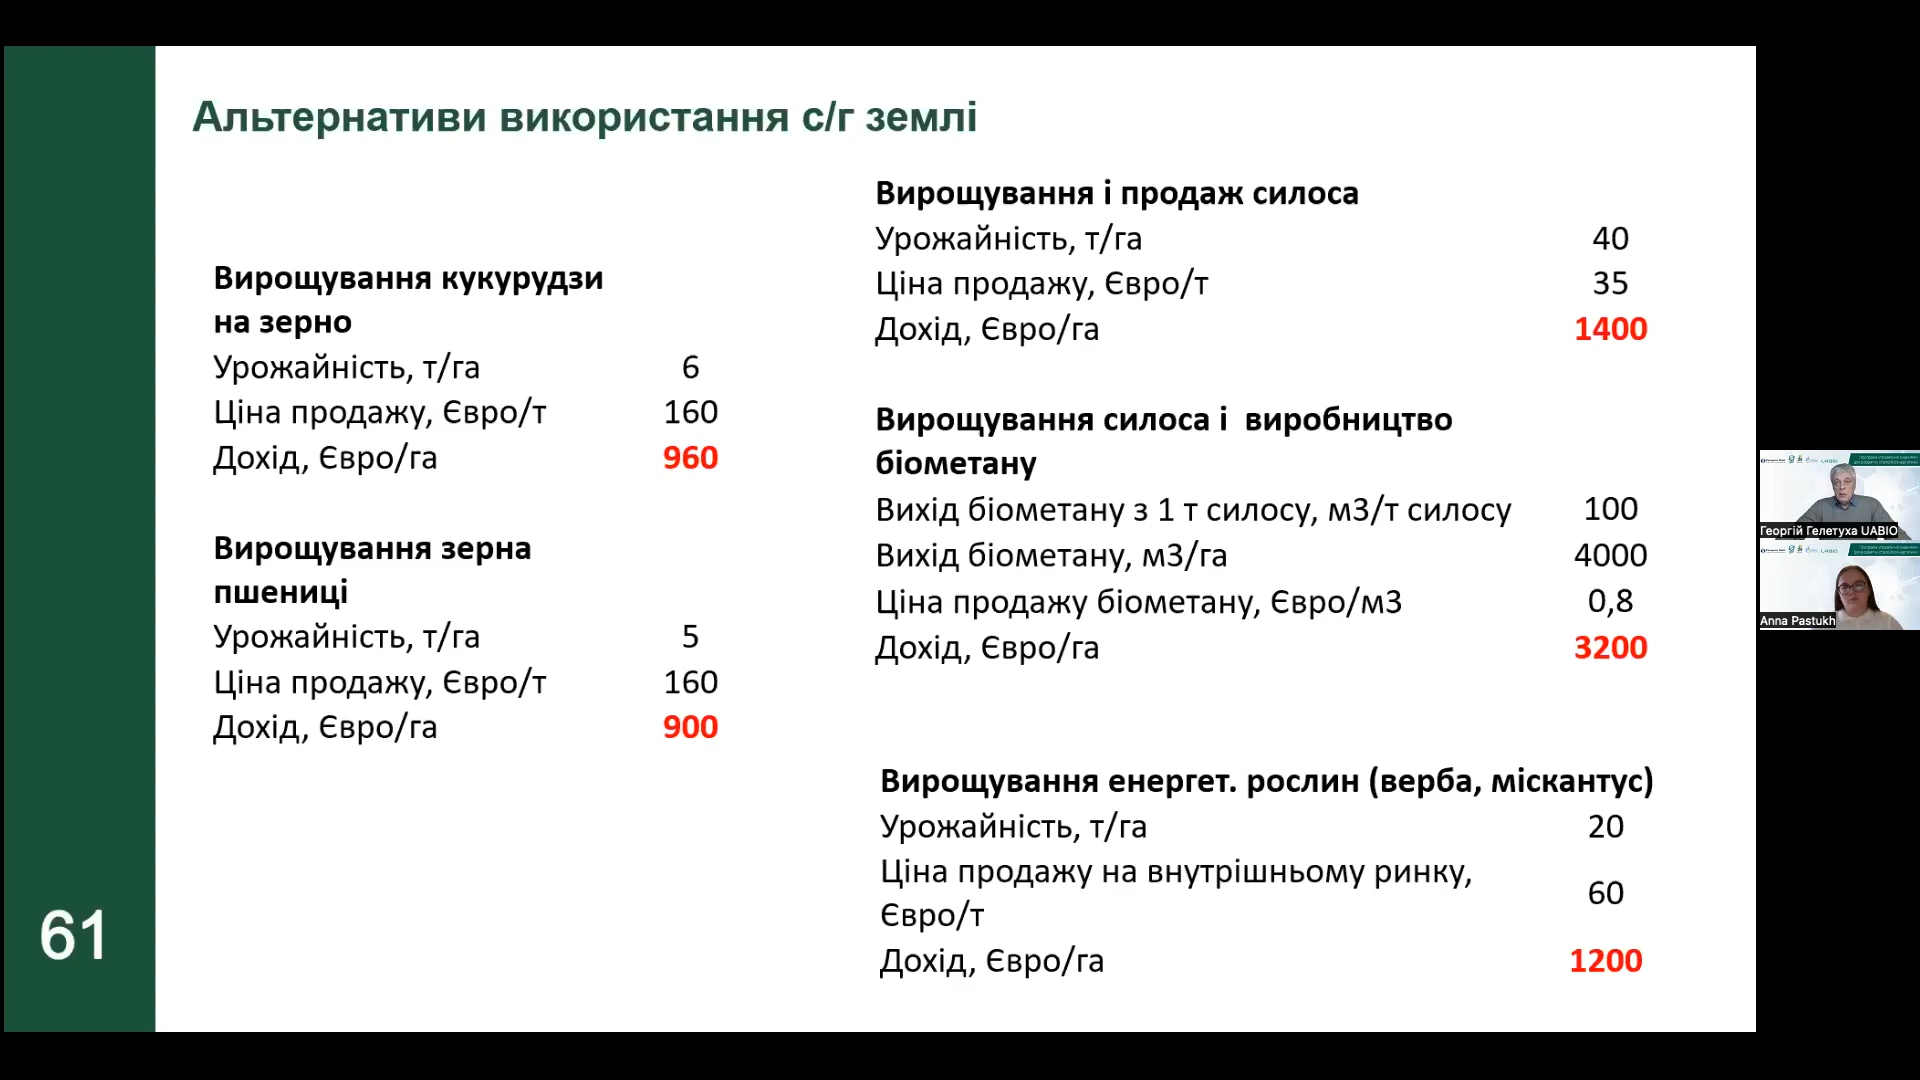 Альтернативи використання с/г землі
Вирощування кукурудзи
на зерно
Урожайність, т/га 6
Ціна продажу, Євро/т 160
Дохід, Євро/га 960
Вирощування зерна
пшениці
Урожайність, т/га 5
Ціна продажу, Євро/т 160
Дохід, Євро/га 900
Вирощування і продаж силоса
Урожайність, т/га 40
Ціна продажу, Євро/т 35
Дохід, Євро/га 1400
Вирощування силоса і виробництво
біометану
Вихід біометану з 1 т силосу, м3/т силосу 100
Вихід біометану, м3/га 4000
Ціна продажу біометану, Євро/м3 0,8
Дохід, Євро/га 3200
Вирощування енергет. рослин (верба, міскантус)
Урожайність, т/га 20
Ціна продажу на внутрішньому ринку,
Євро/т 60
Дохід, Євро/га 1200
61
Георгій Гелетуха UABIO
Anna Pastukh